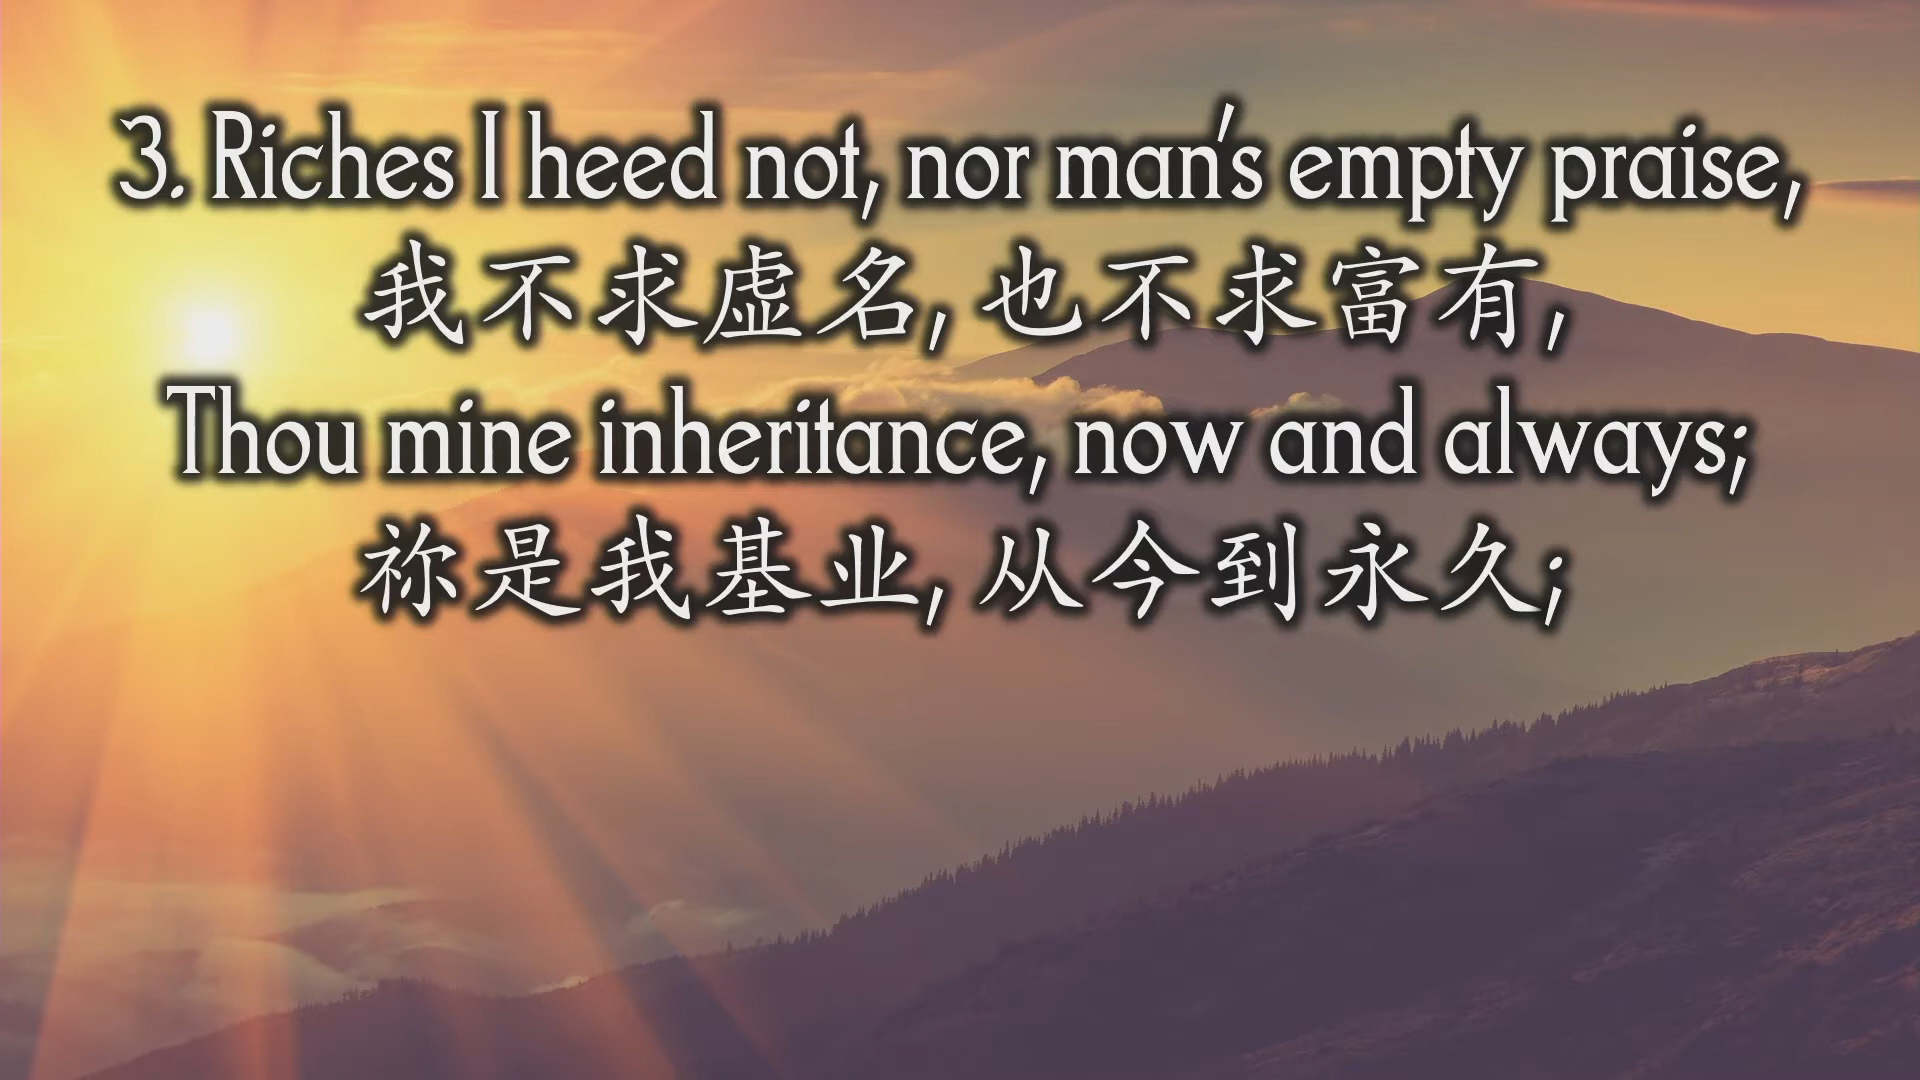 3. Riches I heed not, nor man's empty praise,
我不求虚名, 也不求富有,
Thou mine inheritance, now and always;
祢是我基业, 从今到永久;